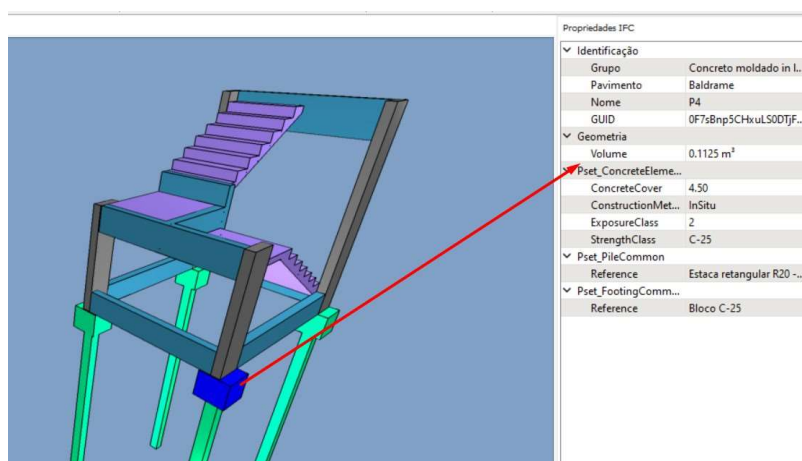 Propriedades IFC
Identificação
Grupo Concreto moldado in l...
Pavimento Baldrame
Nome P4
GUID 0F7sBnp5CHxuLS0DTjF...
Geometria
Volume 0.1125 m³
Pset_ConcreteEleme...
ConcreteCover 4.50
ConstructionMet... InSitu
ExposureClass 2
StrengthClass C-25
Pset_PileCommon
Reference Estaca retangular R20 -...
Pset_FootingComm...
Reference Bloco C-25